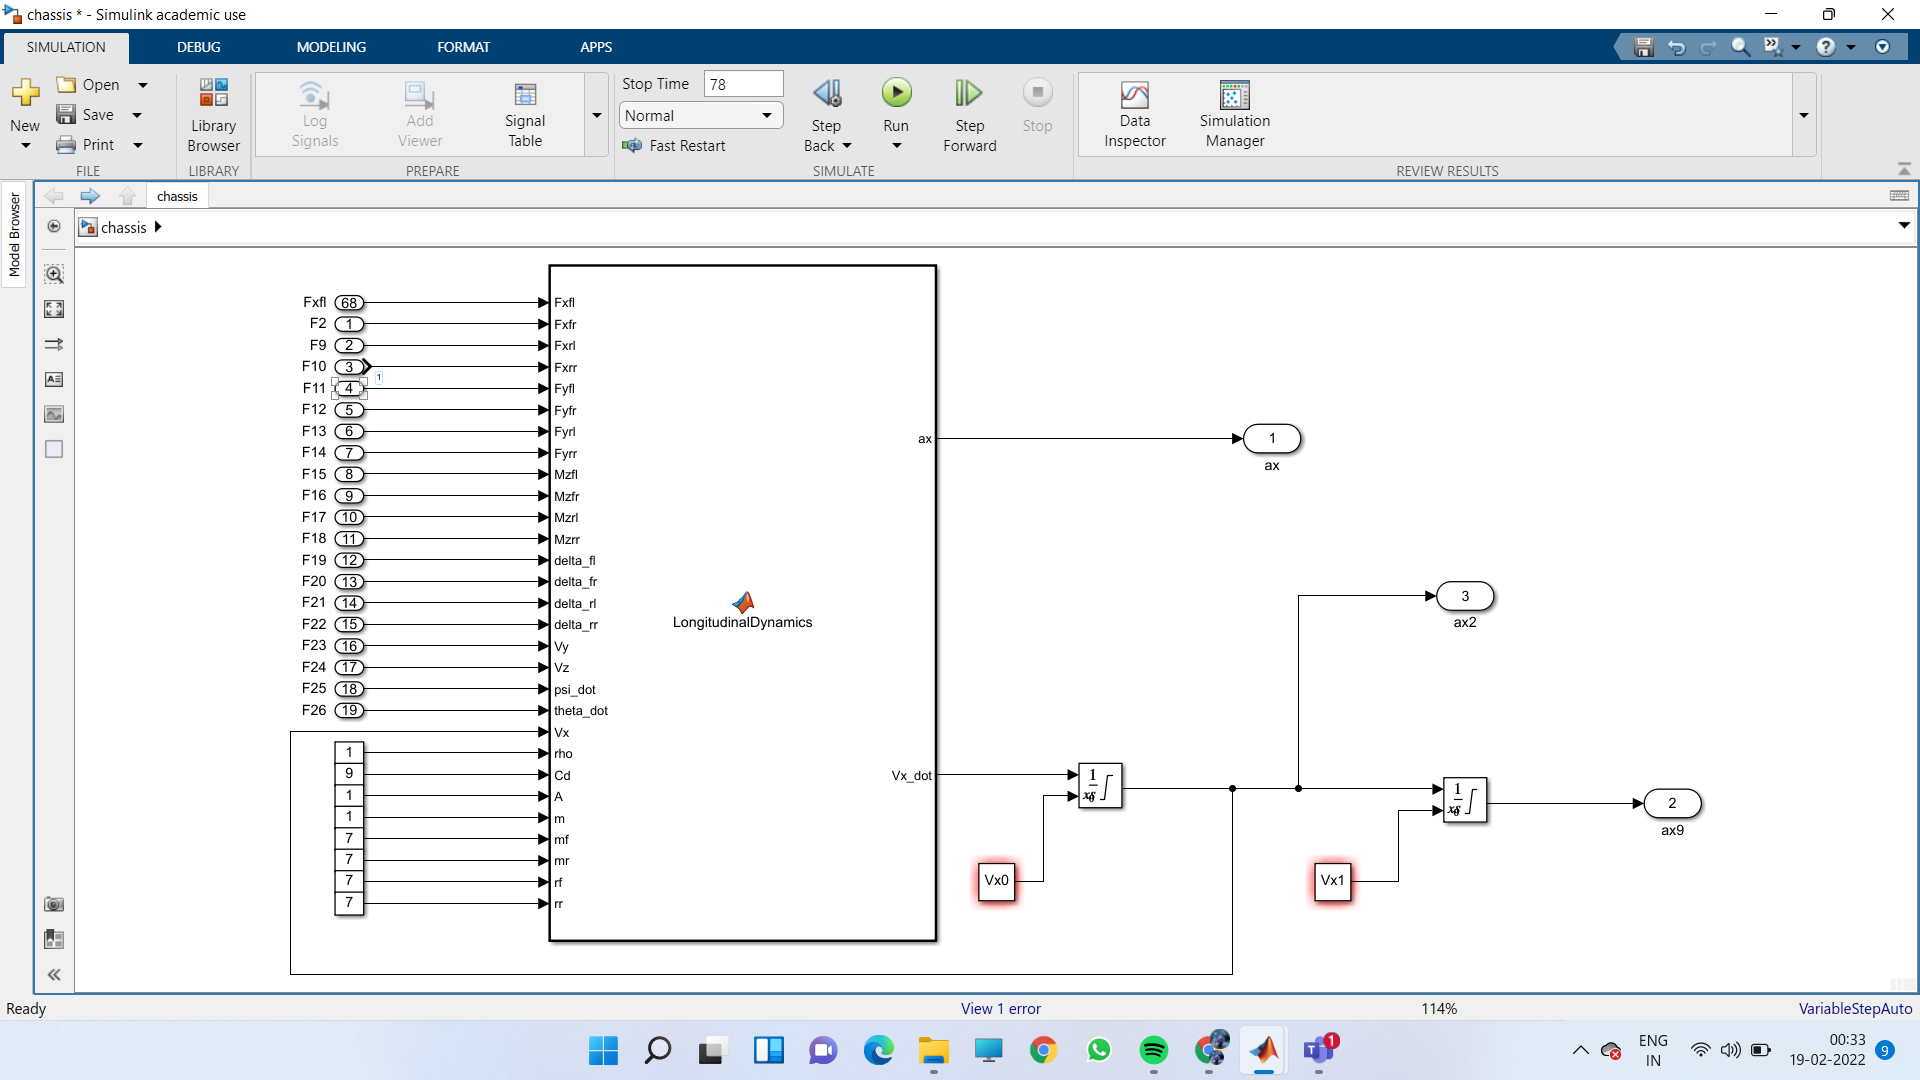 chassis * - Simulink academic use
SIMULATION DEBUG MODELING FORMAT APPS
New
Open
Save
Print
FILE
Library Browser
LIBRARY
Log Signals
Add Viewer
Signal Table
PREPARE
Stop Time 78
Normal
Fast Restart
Step Back
Run
Step Forward
Stop
SIMULATE
Data Inspector
Simulation Manager
REVIEW RESULTS
Model Browser
chassis
chassis
Fxfl 68 Fxfl
F2 1 Fxfr
F9 2 Fxrl
F10 3 Fxrr
1
F11 4 Fyfl
F12 5 Fyfr
F13 6 Fyrl
F14 7 Fyrr
F15 8 Mzfl
F16 9 Mzfr
F17 10 Mzrl
F18 11 Mzrr
F19 12 delta_fl
F20 13 delta_fr
F21 14 delta_rl
F22 15 delta_rr
F23 16 Vy
F24 17 Vz
F25 18 psi_dot
F26 19 theta_dot
Vx
1 rho
9 Cd
1 A
1 m
7 mf
7 mr
7 rf
7 rr
LongitudinalDynamics
ax
1
ax
3
ax2
Vx_dot
1
s
x0
1
s
x0
2
ax9
Vx0
Vx1
Ready View 1 error 114% VariableStepAuto
1
ENG
IN
00:33
19-02-2022
9